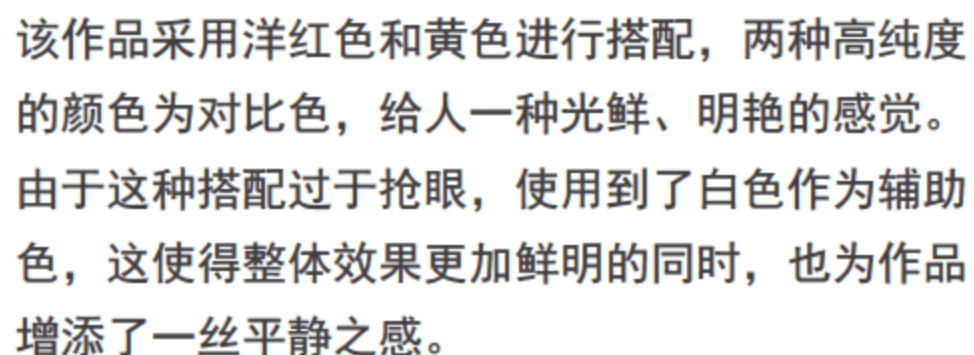 该作品采用洋红色和黄色进行搭配，两种高纯度
的颜色为对比色，给人一种光鲜、明艳的感觉。
由于这种搭配过于抢眼，使用到了白色作为辅助
色，这使得整体效果更加鲜明的同时，也为作品
增添了一丝平静之感。